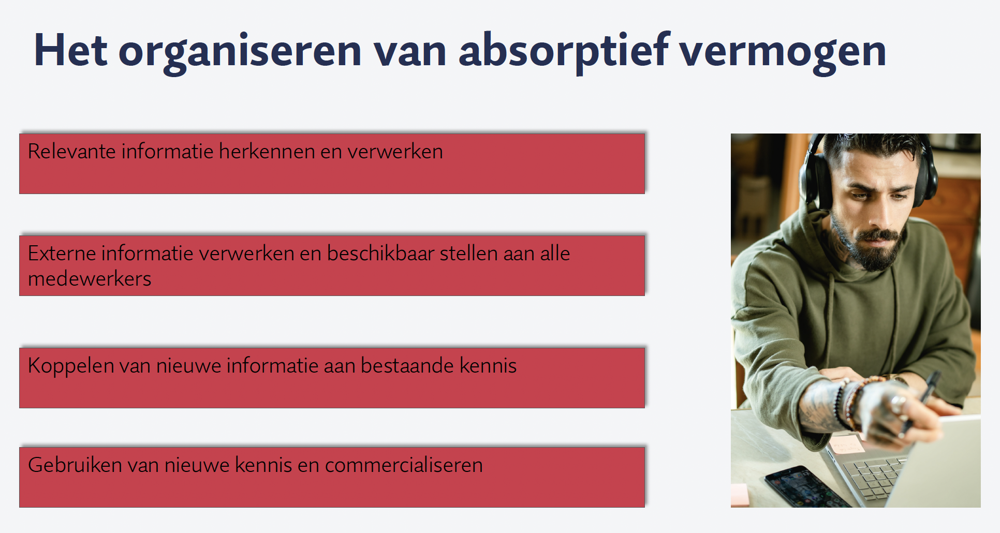 Het organiseren van absorptief vermogen
Relevante informatie herkennen en verwerken
Externe informatie verwerken en beschikbaar stellen aan alle
medewerkers
Koppelen van nieuwe informatie aan bestaande kennis
Gebruiken van nieuwe kennis en commercialiseren